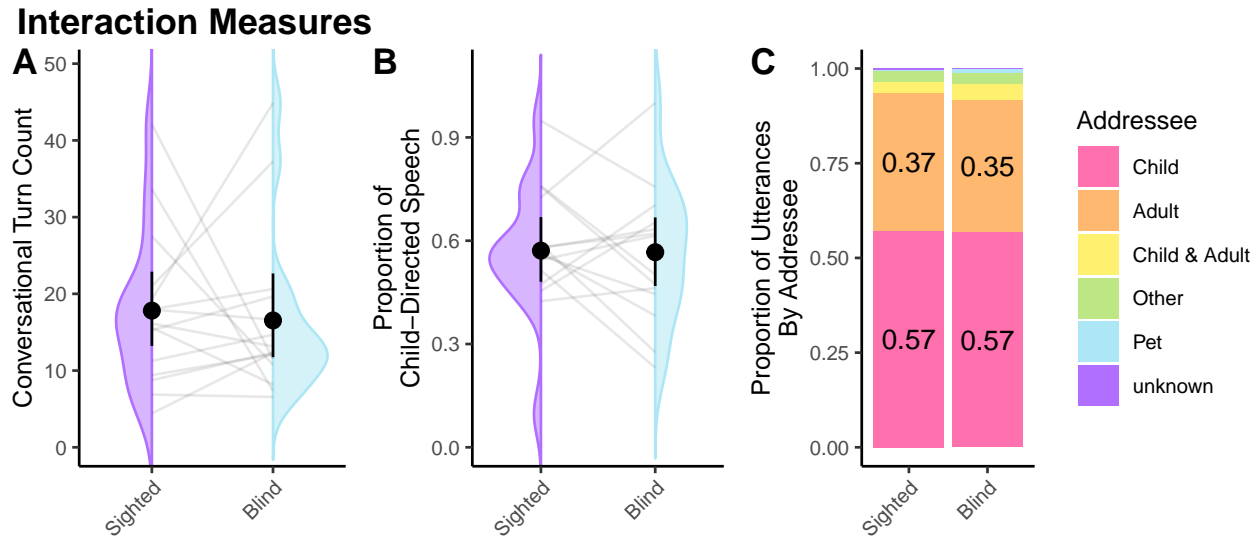 Interaction Measures
A
Conversational Turn Count
50
40
30
20
10
0
Sighted
Blind
B
Proportion of
Child−Directed Speech
0.9
0.6
0.3
0.0
Sighted
Blind
C
Proportion of Utterances
By Addressee
1.00
0.75
0.50
0.25
0.00
0.37
0.35
0.57
0.57
Sighted
Blind
Addressee
Child
Adult
Child & Adult
Other
Pet
unknown